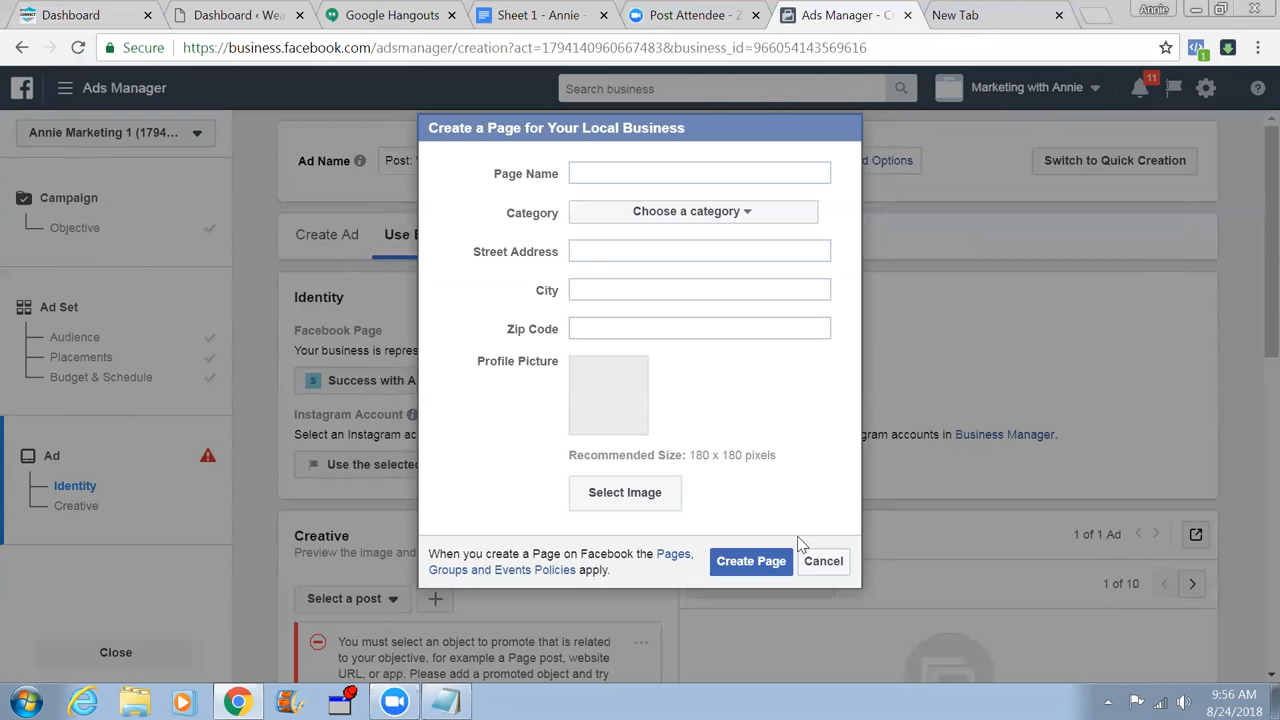 Dashboard
Dashboard ‹ Wea
Google Hangouts
Sheet 1 - Annie -
Post Attendee - Z
Ads Manager - Cr
New Tab
Annie
Secure
https://business.facebook.com/adsmanager/creation?act=1794140960667483&business_id=966054143569616
1
Ads Manager
Search business
Marketing with Annie
11
Annie Marketing 1 (1794...
Campaign
Objective
Ad Set
Audience
Placements
Budget & Schedule
Ad
Identity
Creative
Close
Ad Name
Post: "
d Options
Switch to Quick Creation
Create Ad
Use E
Identity
Facebook Page
Your business is repres
S
Success with A
Instagram Account
Select an Instagram ac
gram accounts in Business Manager.
Use the selected
Creative
Preview the image and
1 of 1 Ad
Select a post
1 of 10
You must select an object to promote that is related
to your objective, for example a Page post, website
URL, or app. Please add a promoted object and try
Create a Page for Your Local Business
Page Name
Category
Choose a category
Street Address
City
Zip Code
Profile Picture
Recommended Size: 180 x 180 pixels
Select Image
When you create a Page on Facebook the Pages,
Groups and Events Policies apply.
Create Page
Cancel
9:56 AM
8/24/2018